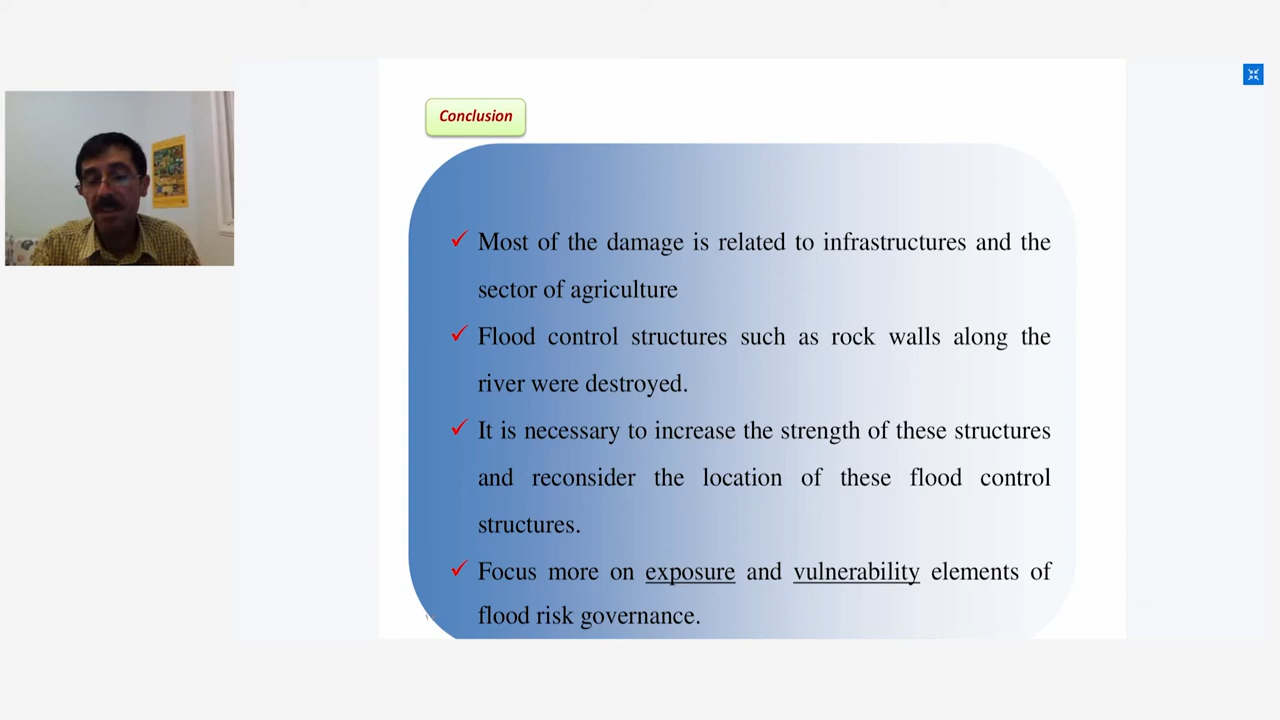 Conclusion
Most of the damage is related to infrastructures and the
sector of agriculture
Flood control structures such as rock walls along the
river were destroyed.
It is necessary to increase the strength of these structures
and reconsider the location of these flood control
structures.
Focus more on exposure and vulnerability elements of
flood risk governance.